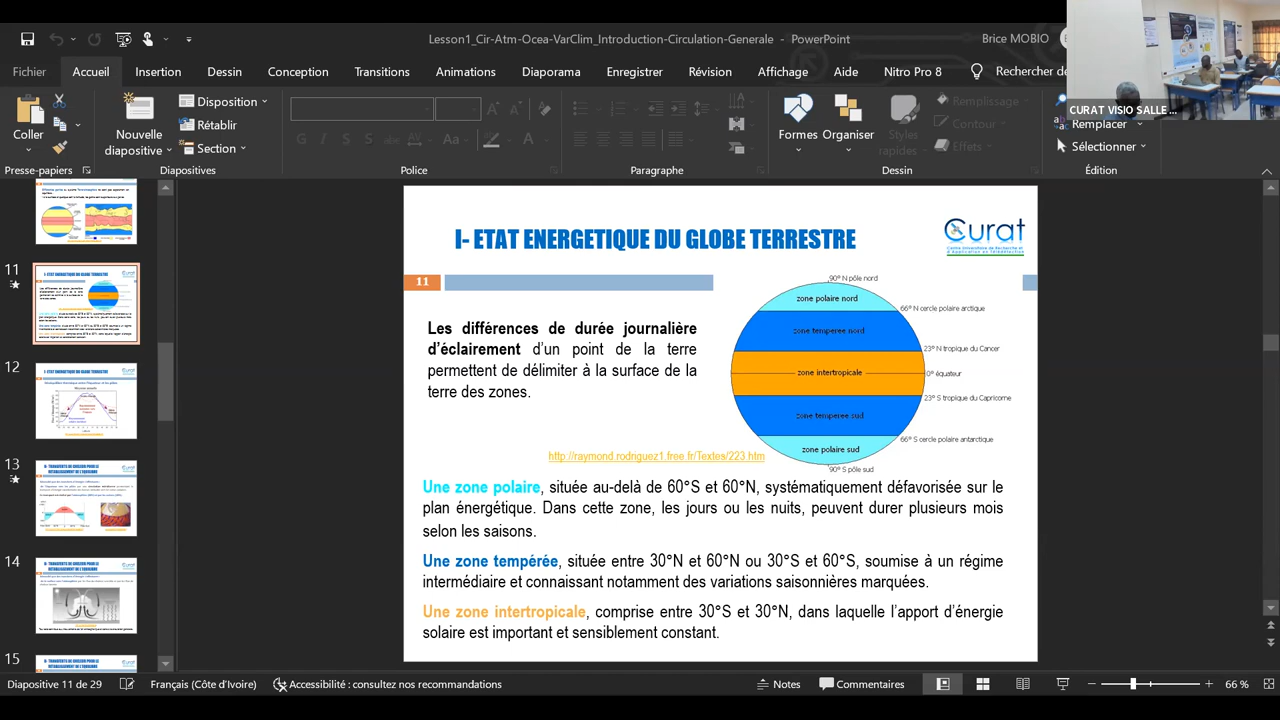 Lesson1_Cir-Atm-Ocea-VarClim_Introduction-Circulation-Generale - PowerPoint
Brice MOBIO
CURAT VISIO SALLE ...
Fichier Accueil Insertion Dessin Conception Transitions Animations Diaporama Enregistrer Révision Affichage Aide Nitro Pro 8 Rechercher de
Coller
Nouvelle
diapositive
Disposition
Rétablir
Section
Formes Organiser Styles
rapides
Remplissage
Contour
Effets
Remplacer
Sélectionner
Presse-papiers Diapositives Police Paragraphe Dessin Édition
11
12
13
14
15
I- ETAT ENERGETIQUE DU GLOBE TERRESTRE
Curat
Centre Universitaire de Recherche et
d'Application en Télédétection
11
90° N pôle nord
zone polaire nord
66° N cercle polaire arctique
zone temperee nord
23° N tropique du Cancer
zone intertropicale
0° équateur
23° S tropique du Capricorne
zone temperee sud
66° S cercle polaire antarctique
zone polaire sud
90° S pôle sud
Les différences de durée journalière
d'éclairement d'un point de la terre
permettent de délimiter à la surface de la
terre des zones.
http://raymond.rodriguez1.free.fr/Textes/223.htm
Une zone polaire, située au-delà de 60°S et 60°N
plan énergétique. Dans cette zone, les jours ou les nuits, peuvent durer plusieurs mois
selon les saisons.
Une zone tempérée, située entre 30°N et 60°N et 30°S et 60°S, soumise à un régime
intermédiaire et connaissant notamment des variations saisonnières marquées.
Une zone intertropicale, comprise entre 30°S et 30°N dans laquelle l'apport d'énergie
solaire est important et sensiblement constant.
Diapositive 11 de 29 Français (Côte d'Ivoire) Accessibilité : consultez nos recommandations Notes Commentaires 66 %